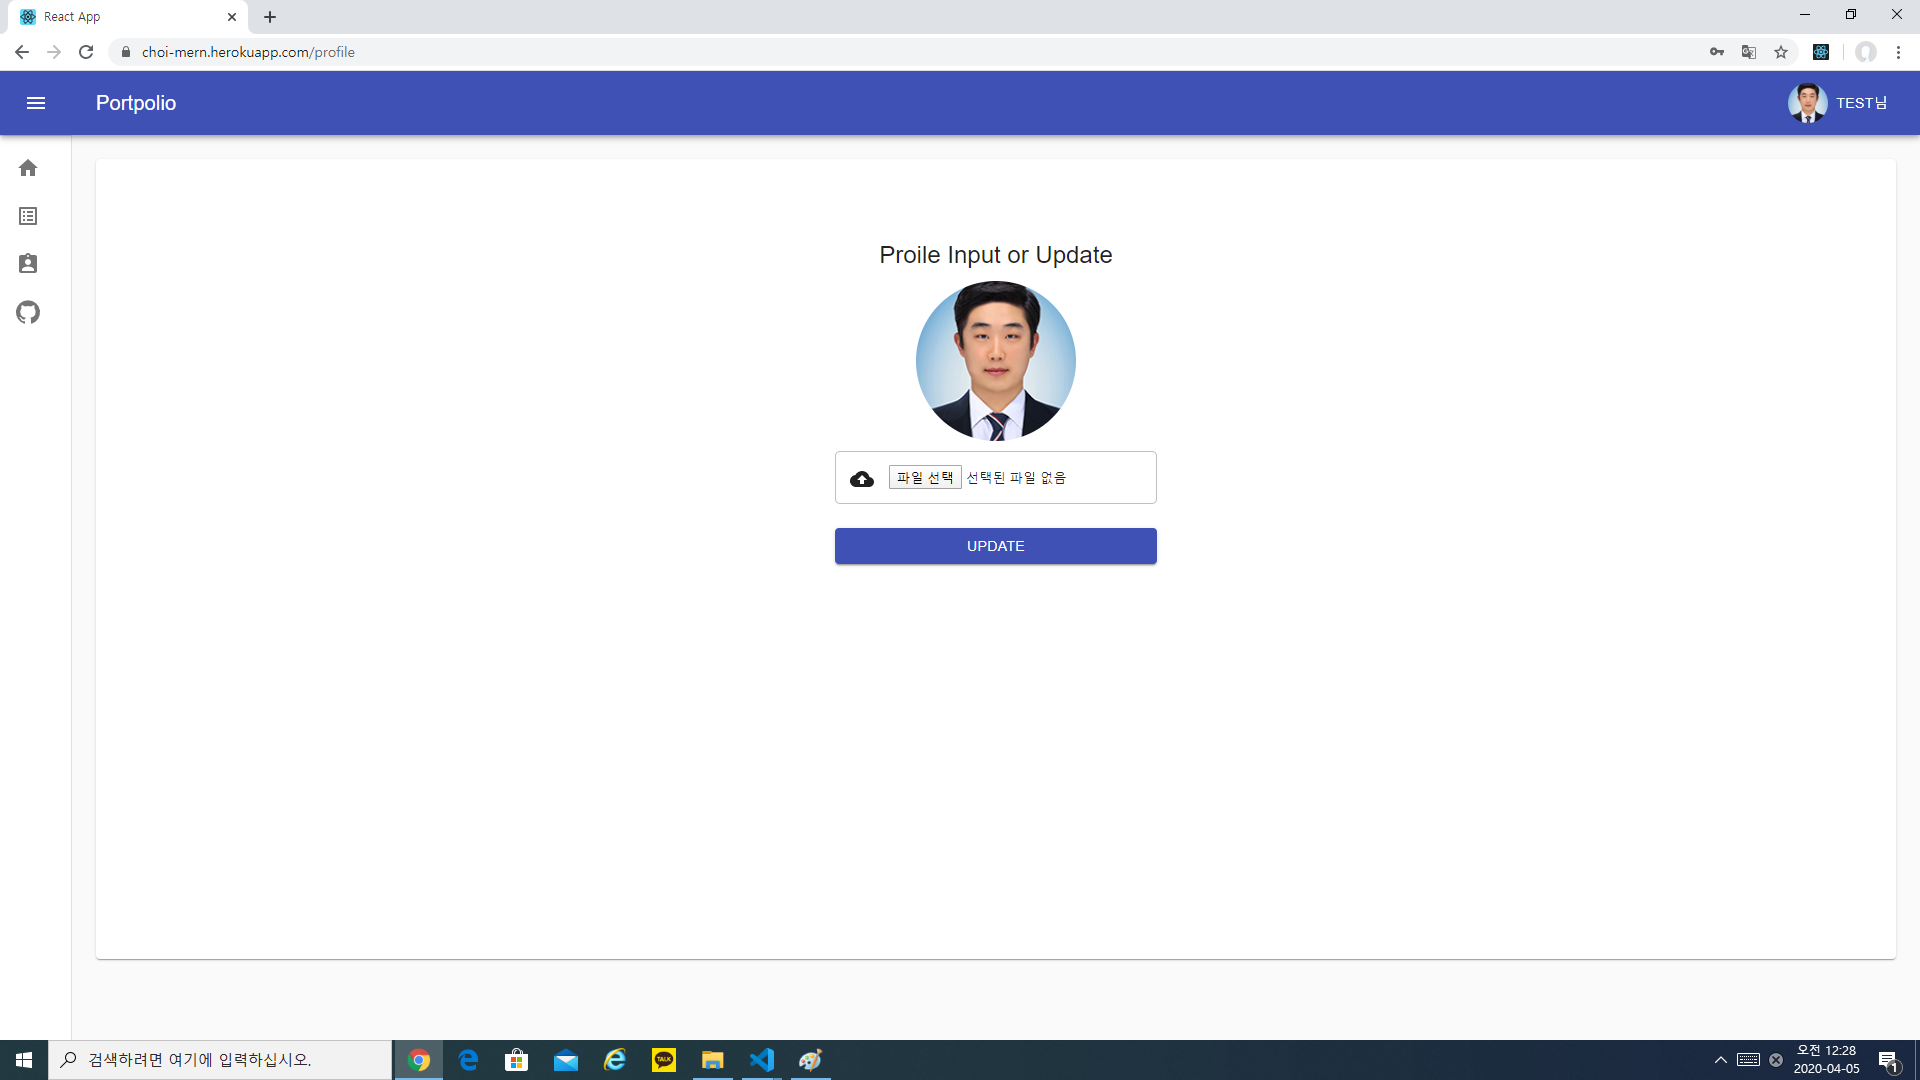 React App
choi-mern.herokuapp.com/profile
Portpolio
TEST님
Proile Input or Update
파일 선택 선택된 파일 없음
UPDATE
검색하려면 여기에 입력하십시오.
TALK
오전 12:28
2020-04-05
1